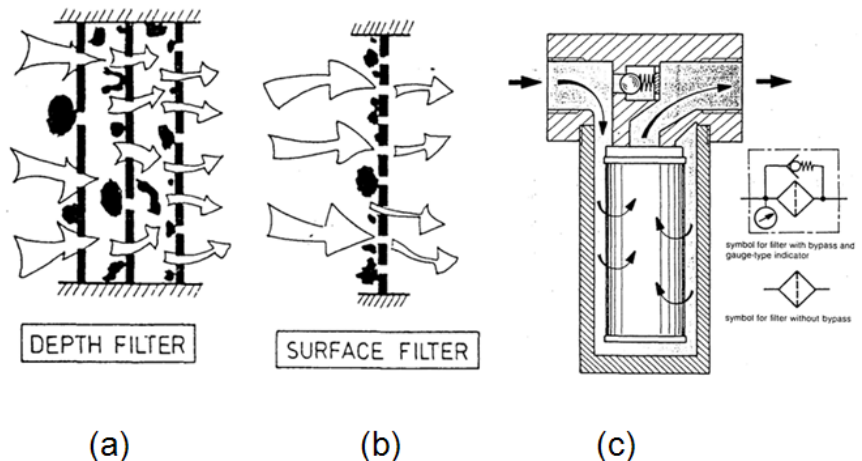 DEPTH FILTER
SURFACE FILTER
symbol for filter with bypass and
gauge-type indicator
symbol for filter without bypass
(a)
(b)
(c)